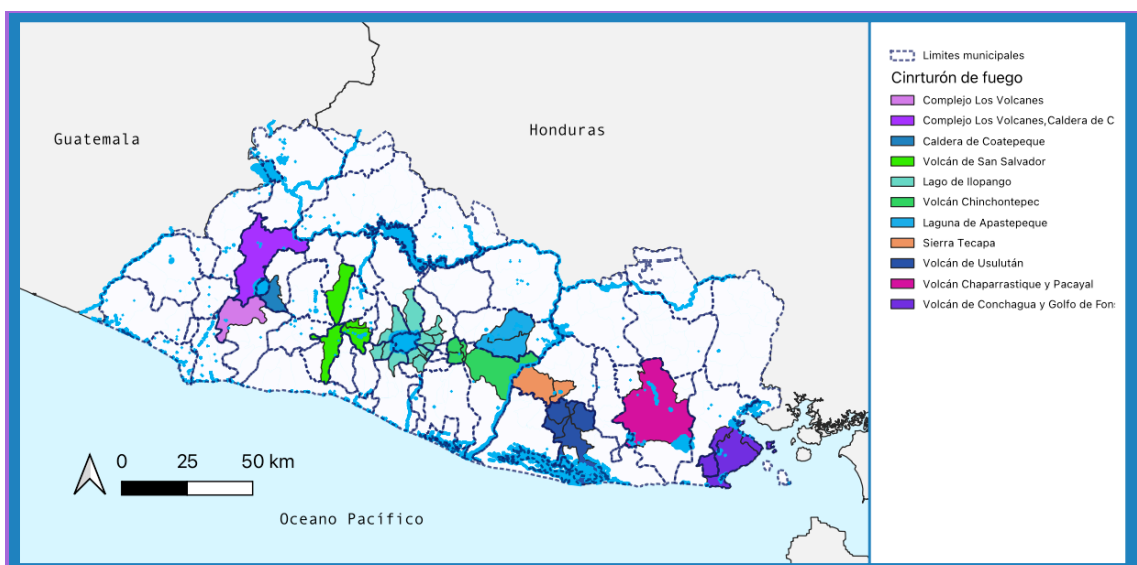 Guatemala
Honduras
0 25 50 km
Oceano Pacífico
Limites municipales
Cinrturón de fuego
Complejo Los Volcanes
Complejo Los Volcanes,Caldera de C
Caldera de Coatepeque
Volcán de San Salvador
Lago de Ilopango
Volcán Chinchontepec
Laguna de Apastepeque
Sierra Tecapa
Volcán de Usulután
Volcán Chaparrastique y Pacayal
Volcán de Conchagua y Golfo de Fons